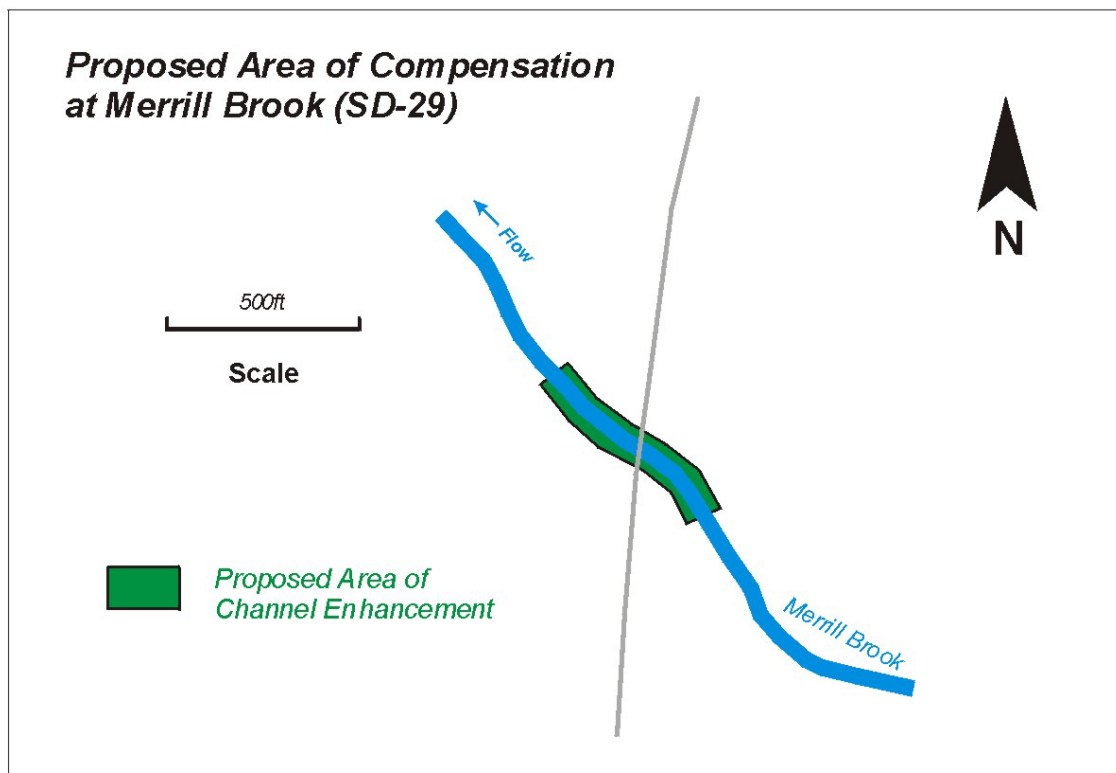 Proposed Area of Compensation
at Merrill Brook (SD-29)
N
Flow
500ft
Scale
Proposed Area of
Channel Enhancement
Merrill Brook